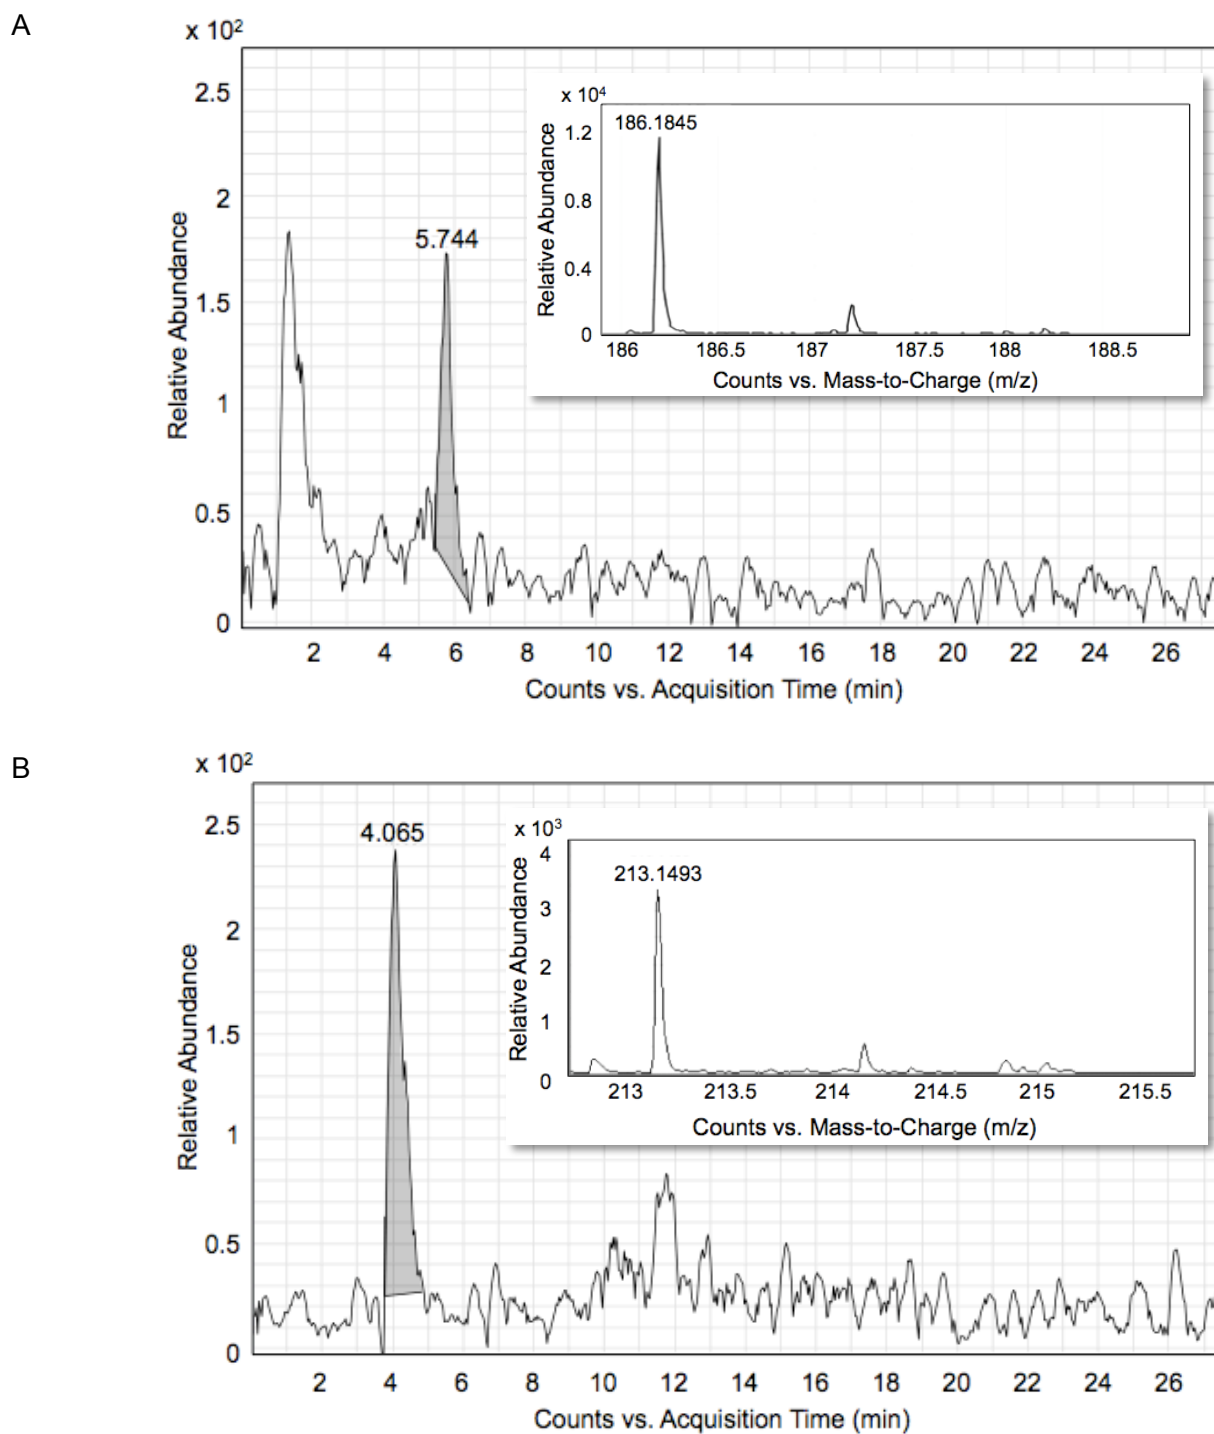 A
x 10²
2.5
2
1.5
1
0.5
0
Relative Abundance
5.744
2 4 6 8 10 12 14 16 18 20 22 24 26
Counts vs. Acquisition Time (min)
x 10⁴
186.1845
1.2
0.8
0.4
0
Relative Abundance
186 186.5 187 187.5 188 188.5
Counts vs. Mass-to-Charge (m/z)
B
x 10²
2.5
2
1.5
1
0.5
0
Relative Abundance
4.065
2 4 6 8 10 12 14 16 18 20 22 24 26
Counts vs. Acquisition Time (min)
x 10³
213.1493
4
3
2
1
0
Relative Abundance
213 213.5 214 214.5 215 215.5
Counts vs. Mass-to-Charge (m/z)